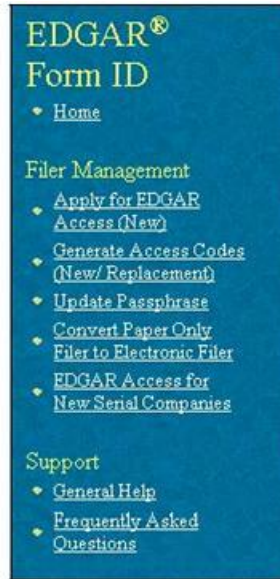 EDGAR®
Form ID
Home
Filer Management
Apply for EDGAR
Access (New)
Generate Access Codes
(New/ Replacement)
Update Passphrase
Convert Paper Only
Filer to Electronic Filer
EDGAR Access for
New Serial Companies
Support
General Help
Frequently Asked
Questions